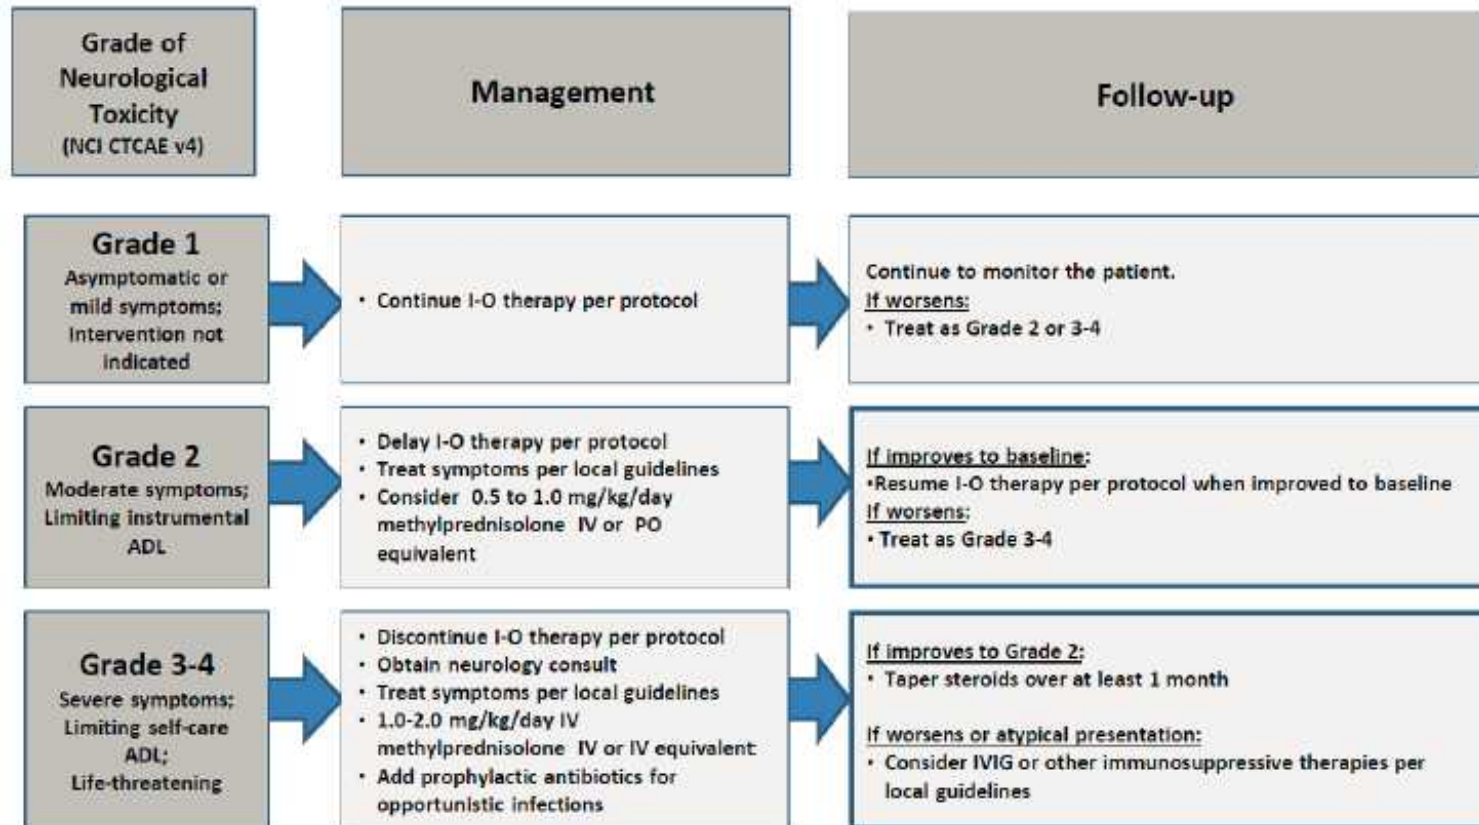 Grade of
Neurological
Toxicity
(NCI CTCAE v4)
Management
Follow-up
Grade 1
Asymptomatic or
mild symptoms;
Intervention not
indicated
• Continue I-O therapy per protocol
Continue to monitor the patient.
If worsens:
• Treat as Grade 2 or 3-4
Grade 2
Moderate symptoms;
Limiting instrumental
ADL
• Delay I-O therapy per protocol
• Treat symptoms per local guidelines
• Consider 0.5 to 1.0 mg/kg/day
methylprednisolone IV or PO
equivalent
If improves to baseline:
•Resume I-O therapy per protocol when improved to baseline
If worsens:
• Treat as Grade 3-4
Grade 3-4
Severe symptoms;
Limiting self-care
ADL;
Life-threatening
• Discontinue I-O therapy per protocol
• Obtain neurology consult
• Treat symptoms per local guidelines
• 1.0-2.0 mg/kg/day IV
methylprednisolone IV or IV equivalent
• Add prophylactic antibiotics for
opportunistic infections
If improves to Grade 2:
• Taper steroids over at least 1 month
If worsens or atypical presentation:
• Consider IVIG or other immunosuppressive therapies per
local guidelines